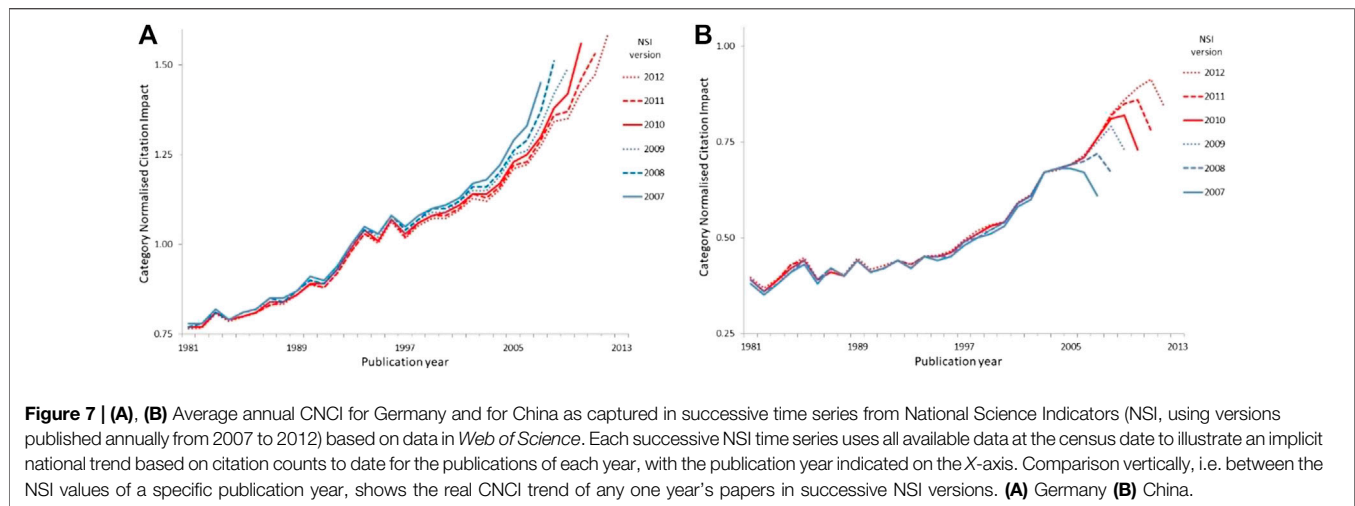 A
1.50
1.25
1.00
0.75
Category Normalised Citation Impact
1981
1989
1997
2005
2013
Publication year
NSI
version
2012
2011
2010
2009
2008
2007
B
1.00
0.75
0.50
0.25
Category Normalised Citation Impact
1981
1989
1997
2005
2013
Publication year
NSI
version
2012
2011
2010
2009
2008
2007
Figure 7 | (A), (B) Average annual CNCI for Germany and for China as captured in successive time series from National Science Indicators (NSI, using versions
published annually from 2007 to 2012) based on data in Web of Science. Each successive NSI time series uses all available data at the census date to illustrate an implicit
national trend based on citation counts to date for the publications of each year, with the publication year indicated on the X-axis. Comparison vertically, i.e. between the
NSI values of a specific publication year, shows the real CNCI trend of any one year's papers in successive NSI versions. (A) Germany (B) China.